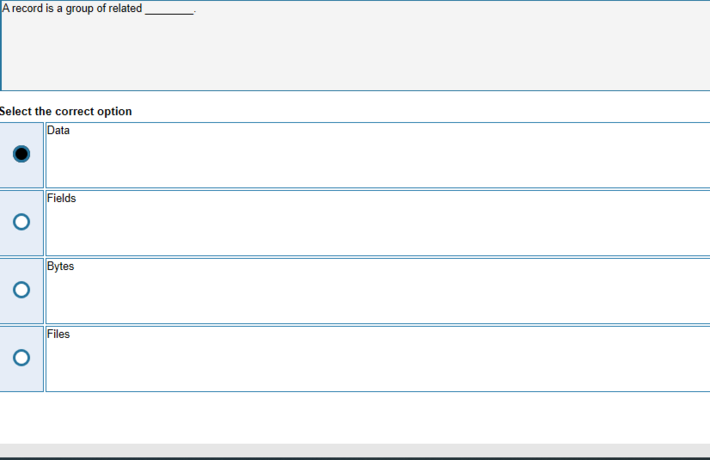 A record is a group of related ________.
Select the correct option
Data
Fields
Bytes
Files